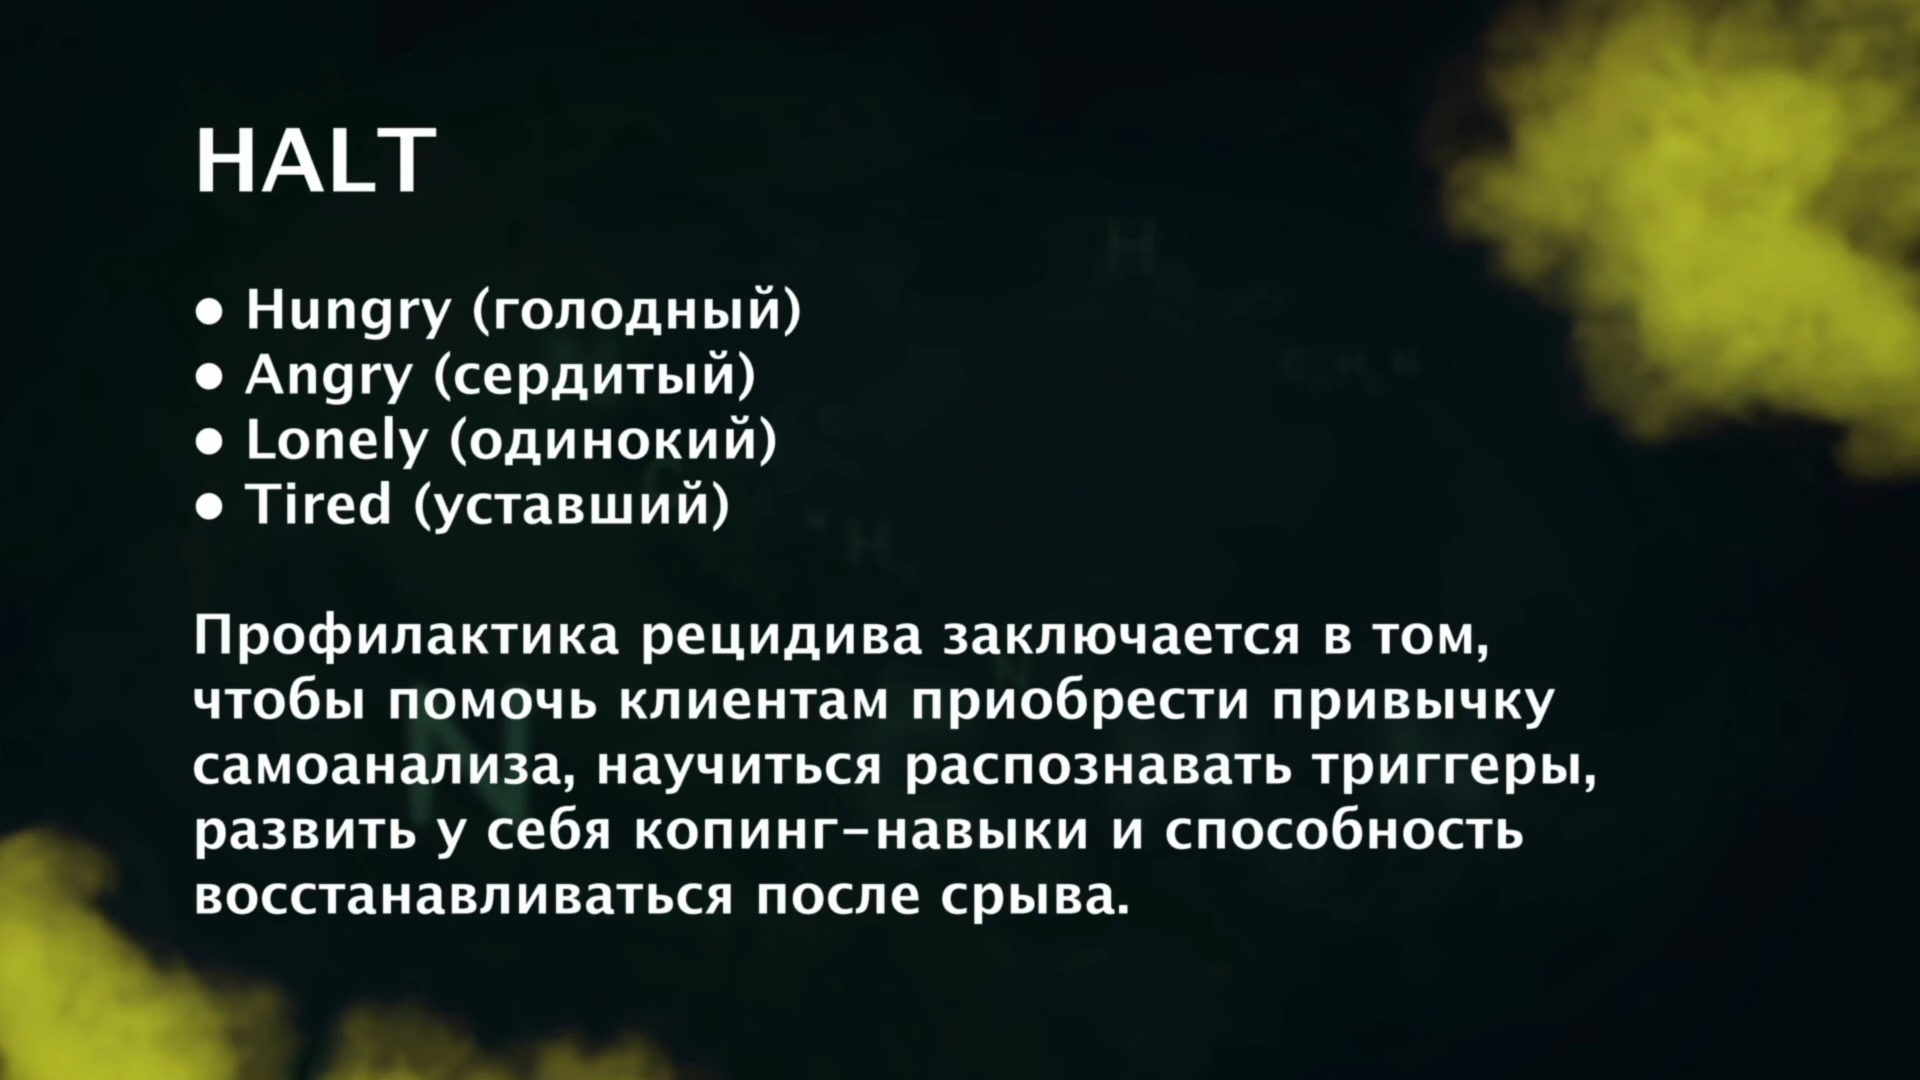 HALT
• Hungry (голодный)
• Angry (сердитый)
• Lonely (одинокий)
• Tired (уставший)
Профилактика рецидива заключается в том,
чтобы помочь клиентам приобрести привычку
самоанализа, научиться распознавать триггеры,
развить у себя копинг-навыки и способность
восстанавливаться после срыва.